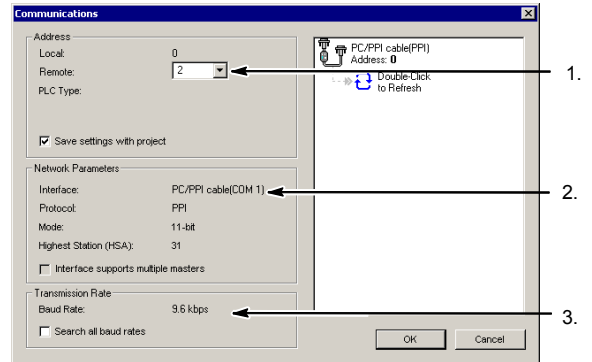 Communications
Address
Local: 0
Remote: 2
PLC Type:
Save settings with project
Network Parameters
Interface: PC/PPI cable(COM 1)
Protocol: PPI
Mode: 11-bit
Highest Station (HSA): 31
Interface supports multiple masters
Transmission Rate
Baud Rate: 9.6 kbps
Search all baud rates
PC/PPI cable(PPI)
Address: 0
Double-Click
to Refresh
OK Cancel
1.
2.
3.